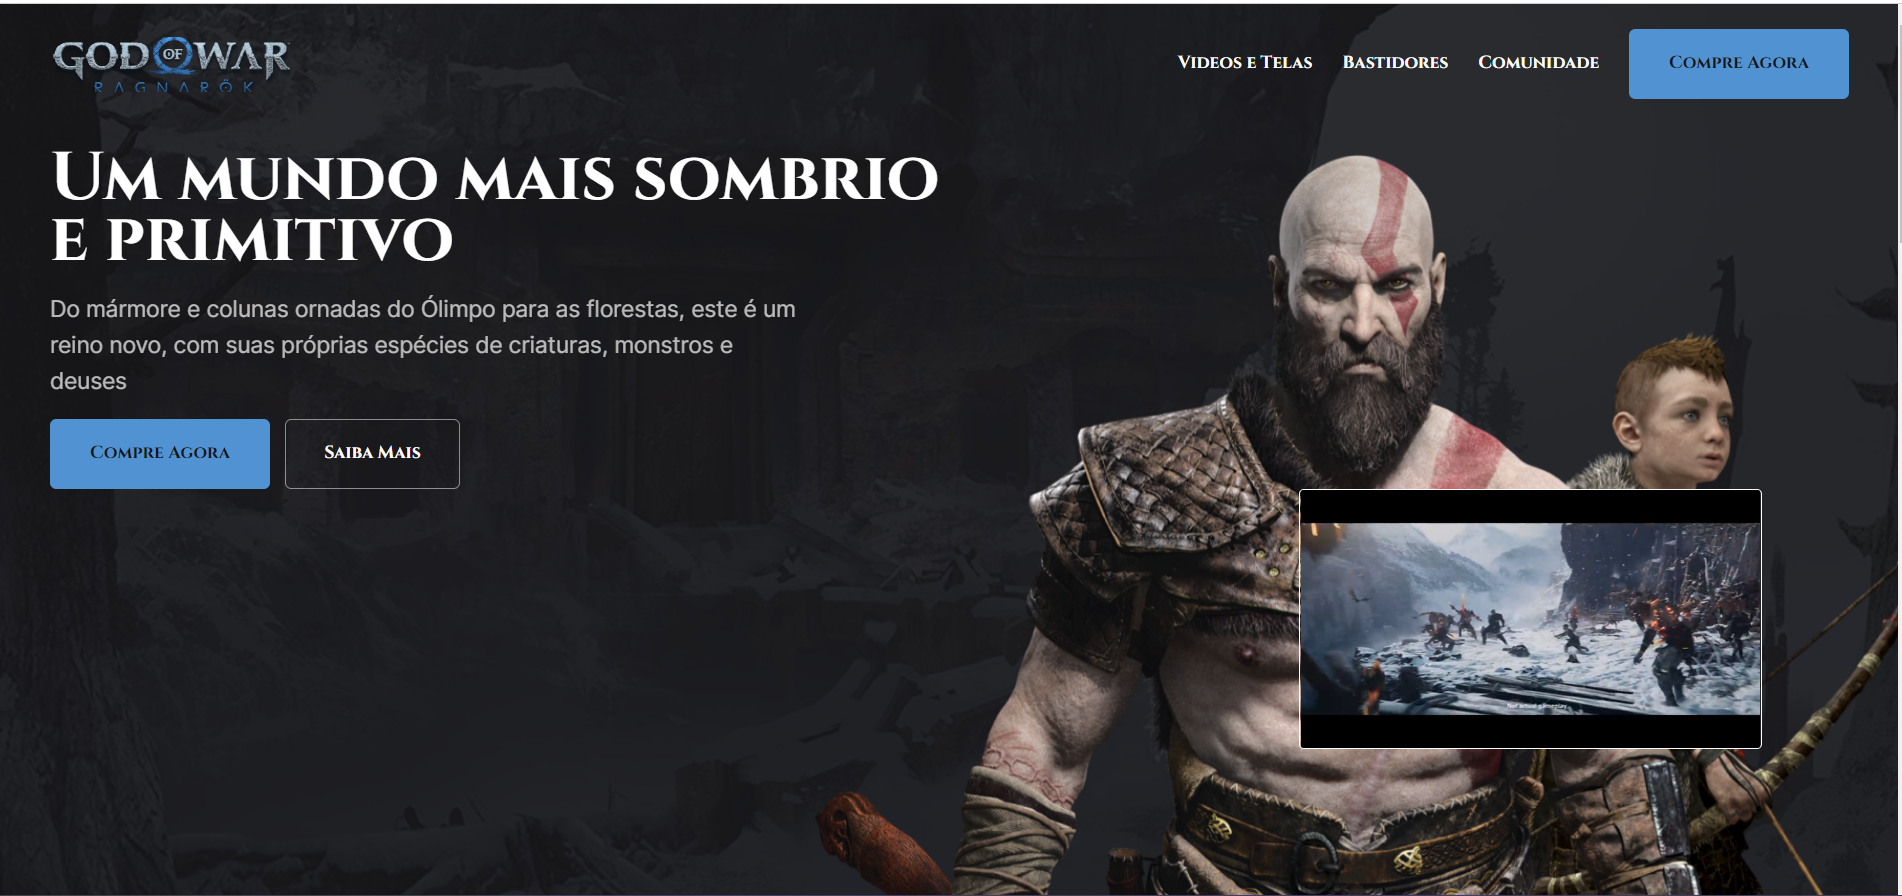 GOD OF WAR
RAGNARÖK
Videos e Telas
Bastidores
Comunidade
Compre Agora
Um mundo mais sombrio
e primitivo
Do mármore e colunas ornadas do Ólimpo para as florestas, este é um
reino novo, com suas próprias espécies de criaturas, monstros e
deuses
Compre Agora
Saiba Mais
Not actual gameplay